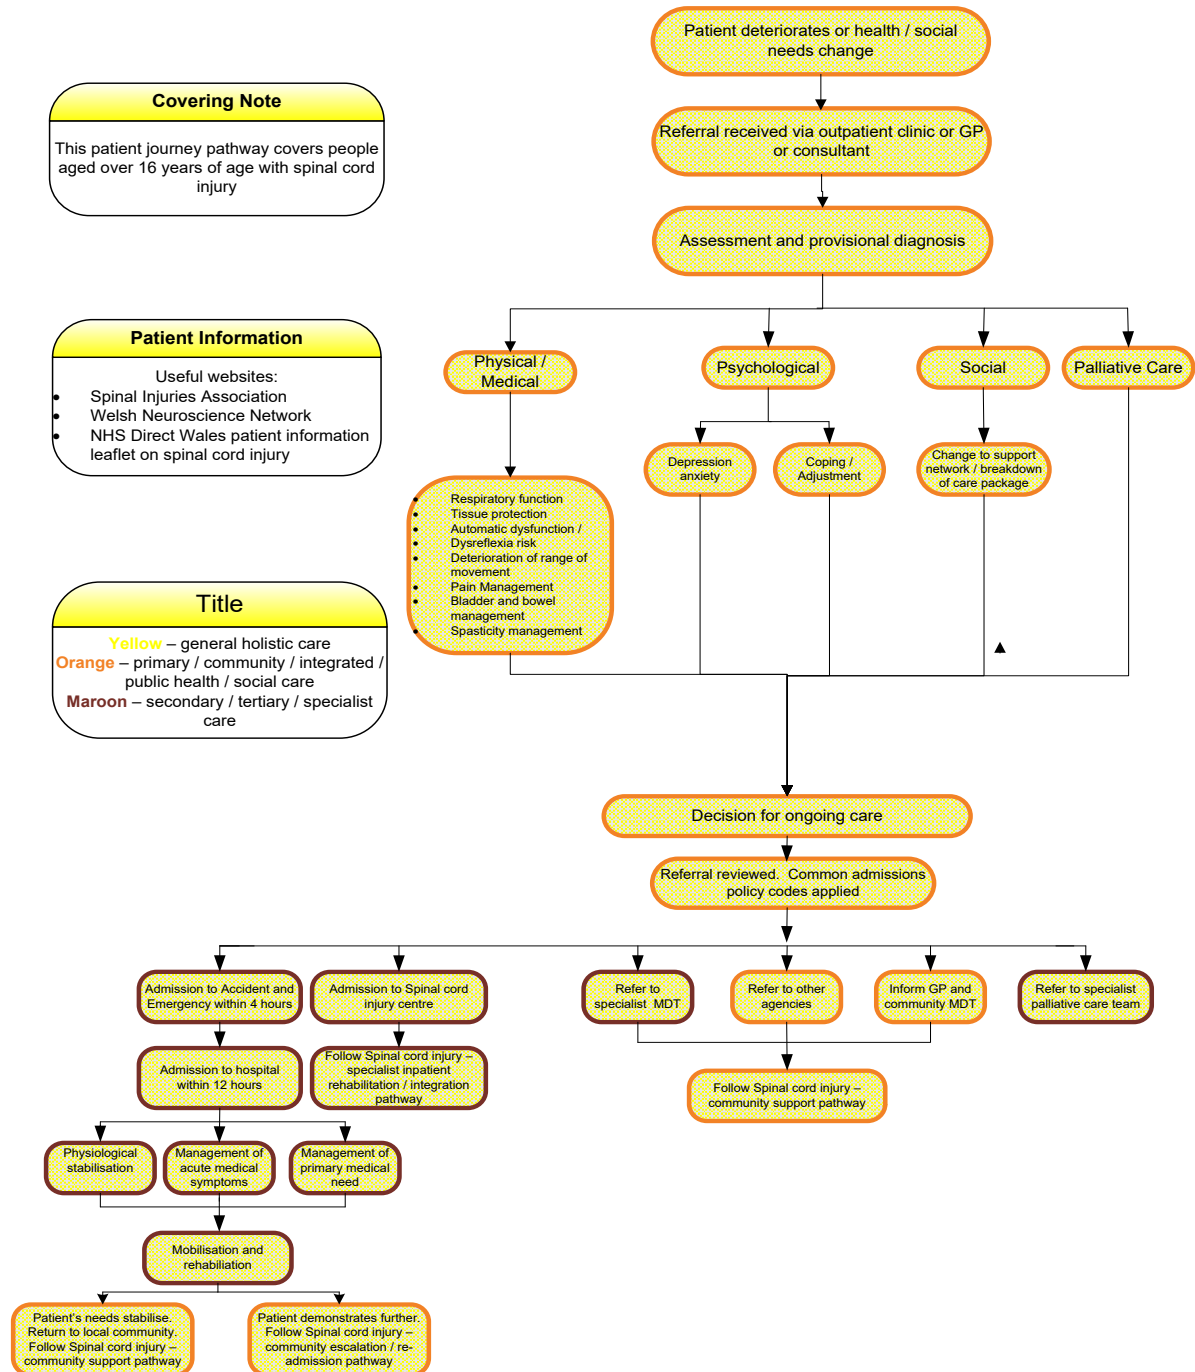 Patient deteriorates or health / social
needs change
Covering Note
This patient journey pathway covers people
aged over 16 years of age with spinal cord
injury
Referral received via outpatient clinic or GP
or consultant
Assessment and provisional diagnosis
Patient Information
Useful websites:
• Spinal Injuries Association
• Welsh Neuroscience Network
• NHS Direct Wales patient information
leaflet on spinal cord injury
Physical /
Medical
Psychological
Social
Palliative Care
Depression
anxiety
Coping /
Adjustment
Change to support
network / breakdown
of care package
• Respiratory function
• Tissue protection
• Automatic dysfunction /
• Dysreflexia risk
• Deterioration of range of
movement
• Pain Management
• Bladder and bowel
management
• Spasticity management
Title
Yellow – general holistic care
Orange – primary / community / integrated /
public health / social care
Maroon – secondary / tertiary / specialist
care
Decision for ongoing care
Referral reviewed. Common admissions
policy codes applied
Admission to Accident and
Emergency within 4 hours
Admission to Spinal cord
injury centre
Refer to
specialist MDT
Refer to other
agencies
Inform GP and
community MDT
Refer to specialist
palliative care team
Admission to hospital
within 12 hours
Follow Spinal cord injury –
specialist inpatient
rehabilitation / integration
pathway
Follow Spinal cord injury –
community support pathway
Physiological
stabilisation
Management of
acute medical
symptoms
Management of
primary medical
need
Mobilisation and
rehabiliation
Patient's needs stabilise.
Return to local community.
Follow Spinal cord injury –
community support pathway
Patient demonstrates further.
Follow Spinal cord injury –
community escalation / re-
admission pathway